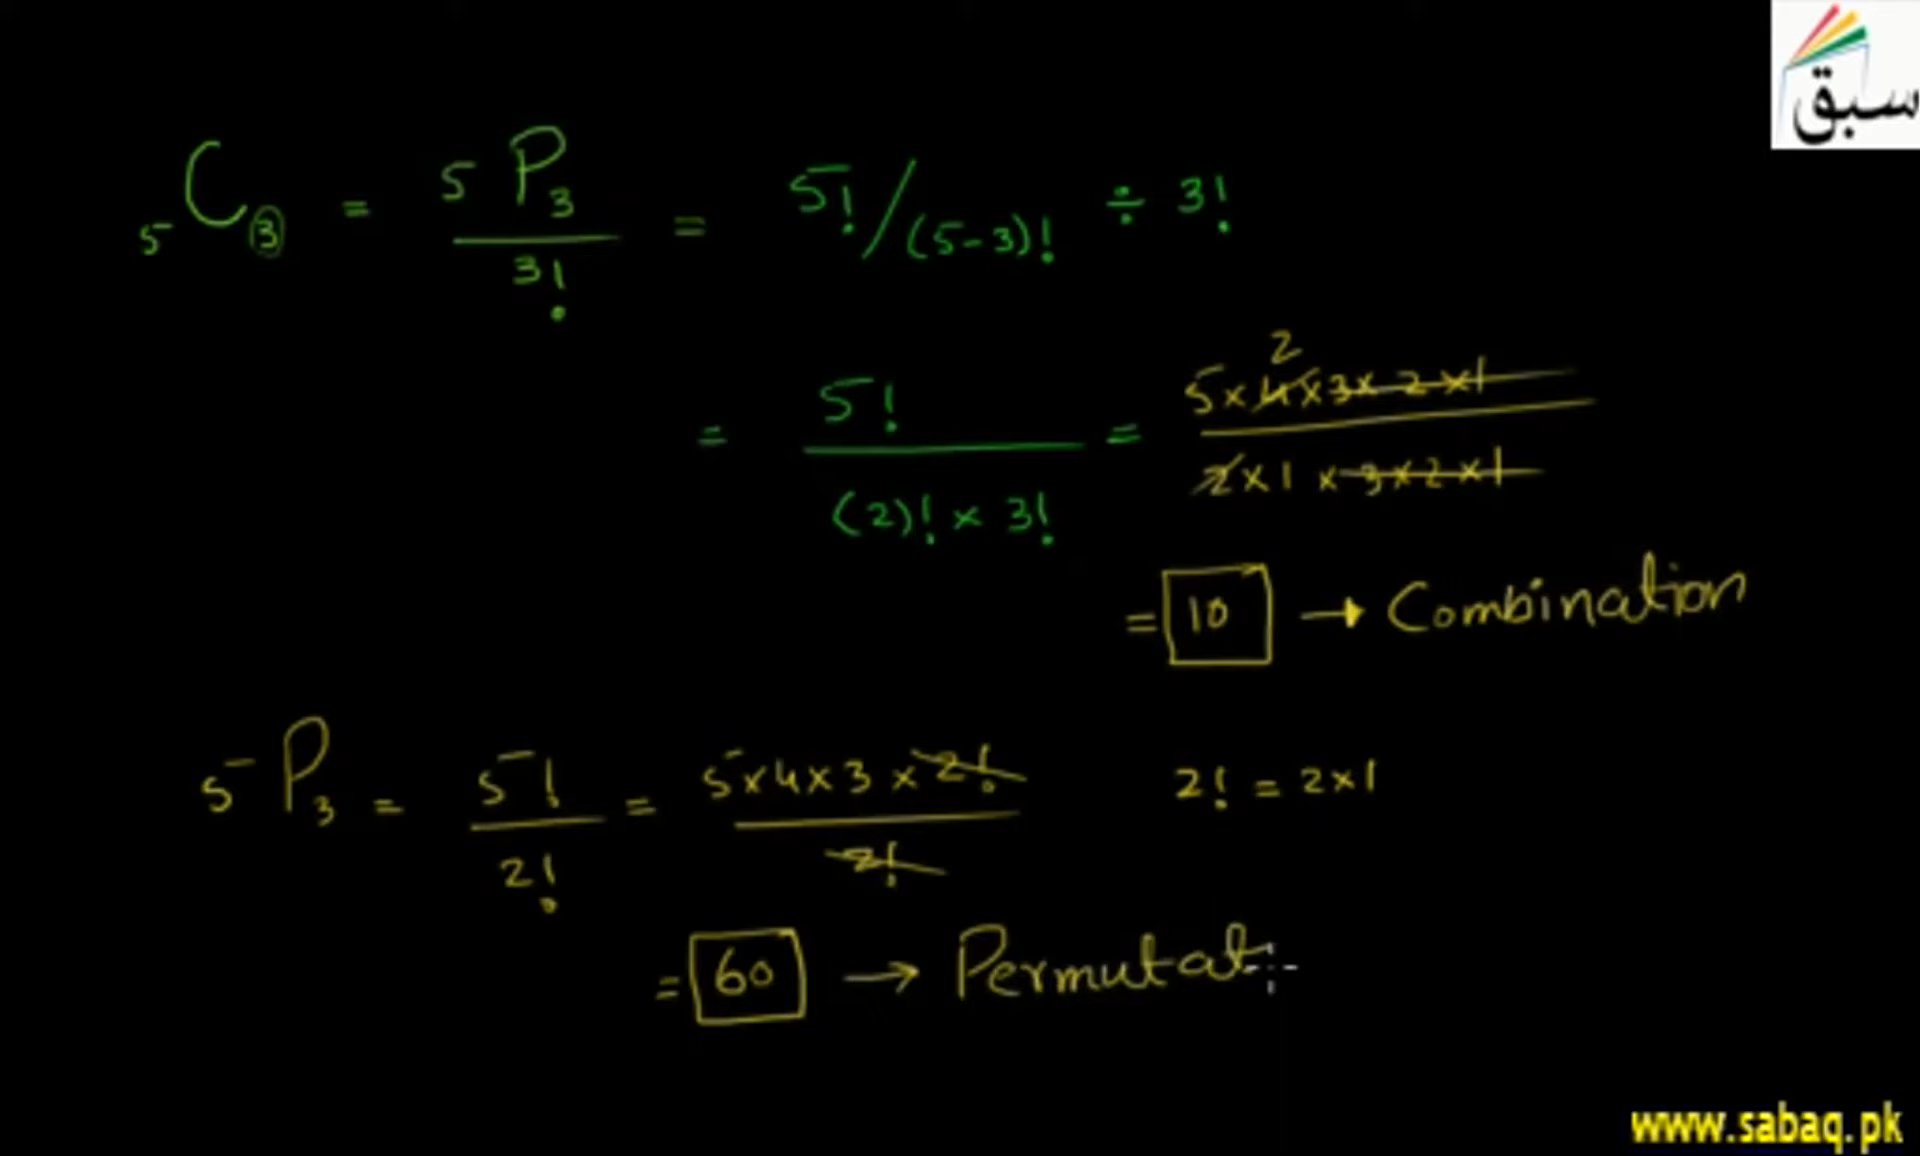 سبق
5C3 = 5P3 / 3! = 5!/(5-3)! ÷ 3!
= 5! / (2)! × 3! = 5×4×3×2×1 / 2×1×3×2×1
2
= 10 → Combination
5P3 = 5! / 2! = 5×4×3×2! / 2! 2! = 2×1
= 60 → Permutat
www.sabaq.pk